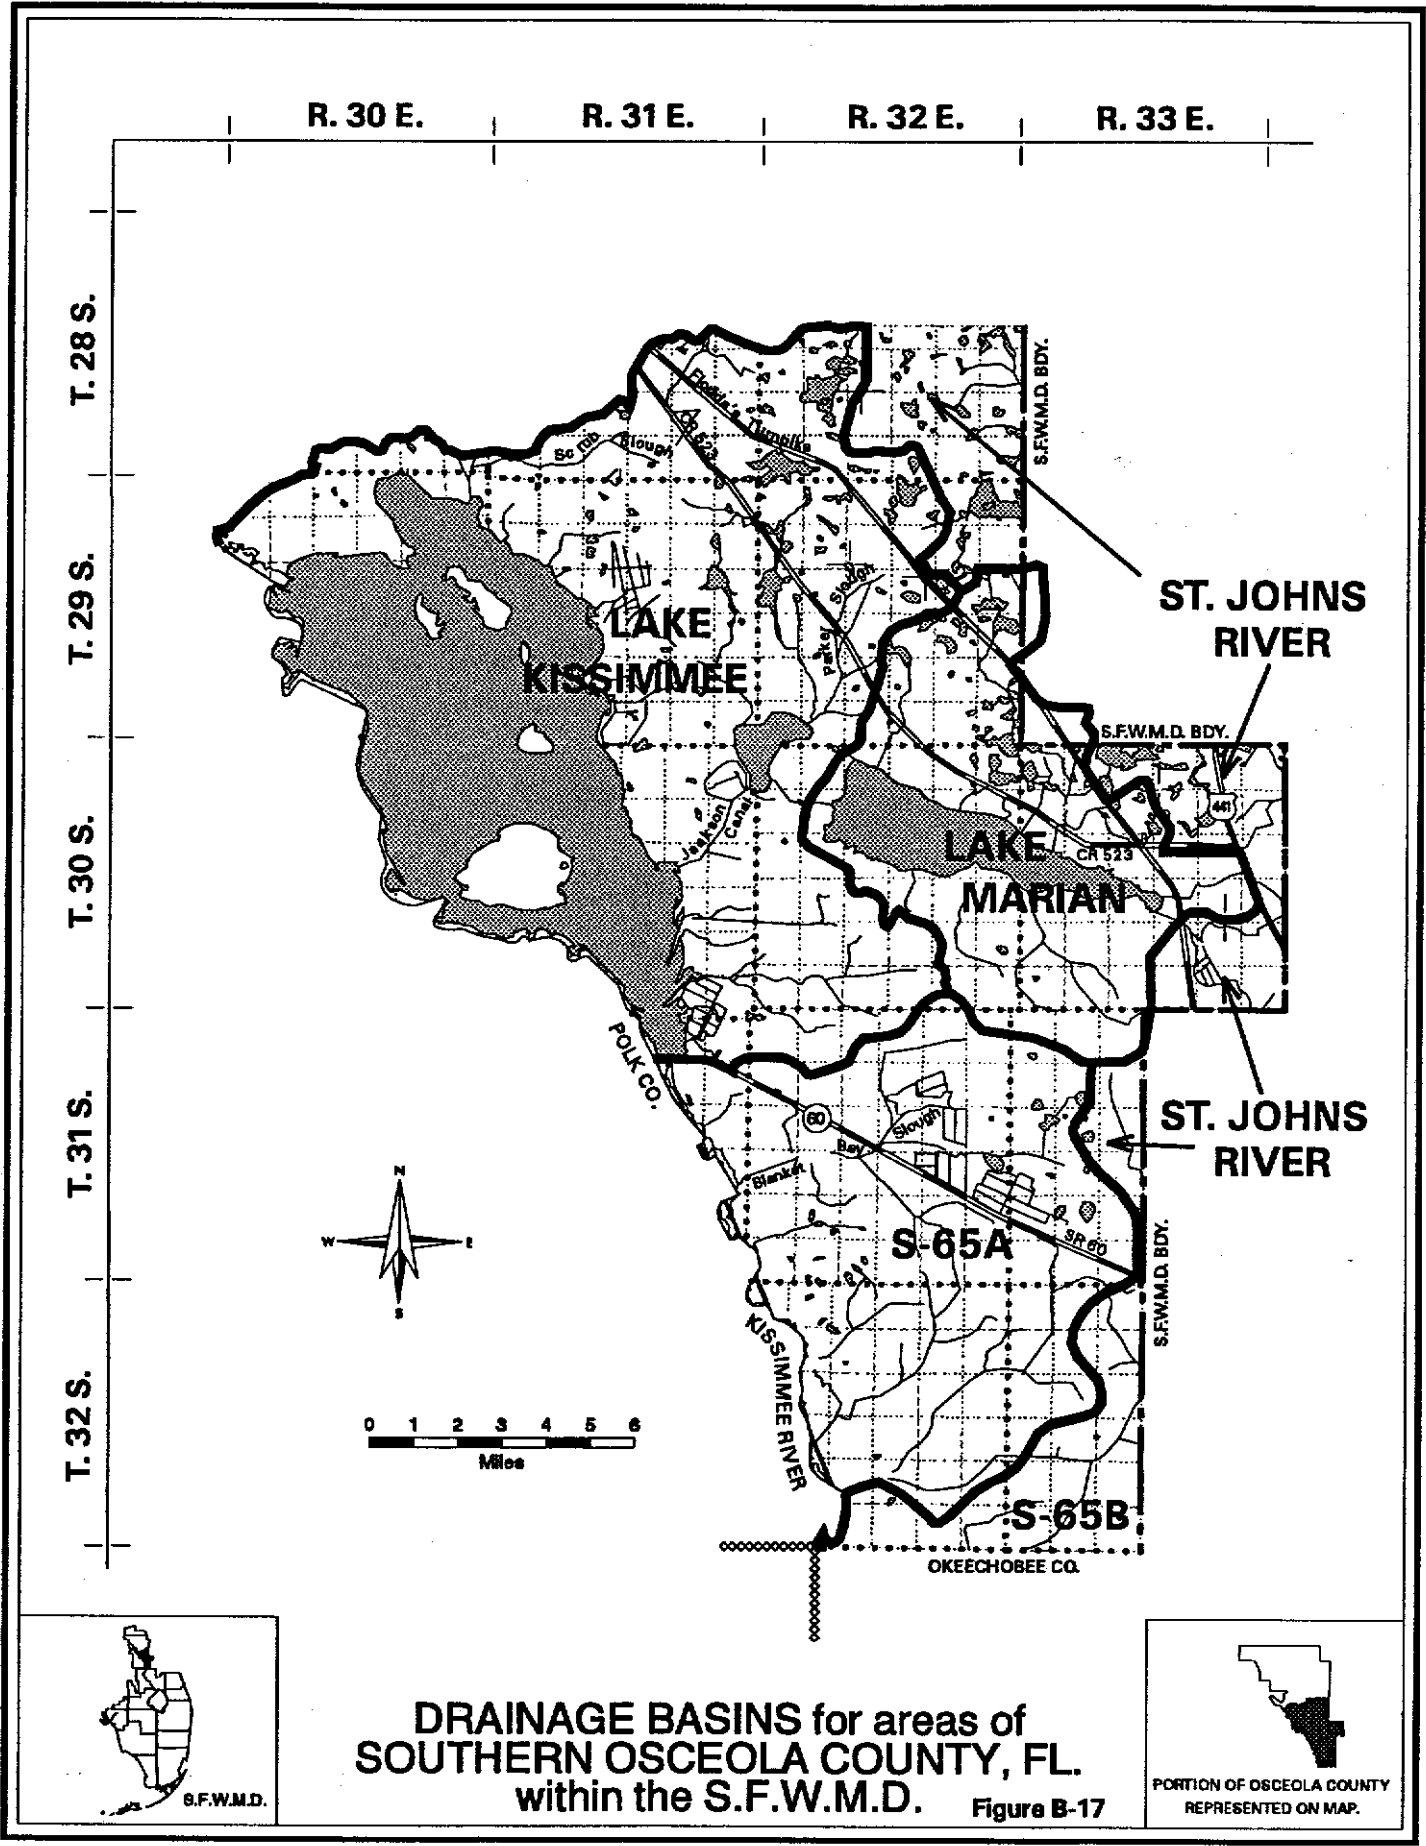 R. 30 E. R. 31 E. R. 32 E. R. 33 E.
T. 28 S.
T. 29 S.
T. 30 S.
T. 31 S.
T. 32 S.
S.F.W.M.D. BDY.
Florida's Turnpike
CR 523
Scrub Slough
ST. JOHNS
RIVER
Parker Slough
LAKE
KISSIMMEE
S.F.W.M.D. BDY.
441
Jackson
Canal
LAKE
MARIAN
CR 523
POLK CO.
60
ST. JOHNS
RIVER
Blanket Bay Slough
S-65A
SR 60
S.F.W.M.D. BDY.
N
W E
S
KISSIMMEE RIVER
0 1 2 3 4 5 6
Miles
S-65B
OKEECHOBEE CO.
S.F.W.M.D.
DRAINAGE BASINS for areas of
SOUTHERN OSCEOLA COUNTY, FL.
within the S.F.W.M.D.
Figure B-17
PORTION OF OSCEOLA COUNTY
REPRESENTED ON MAP.